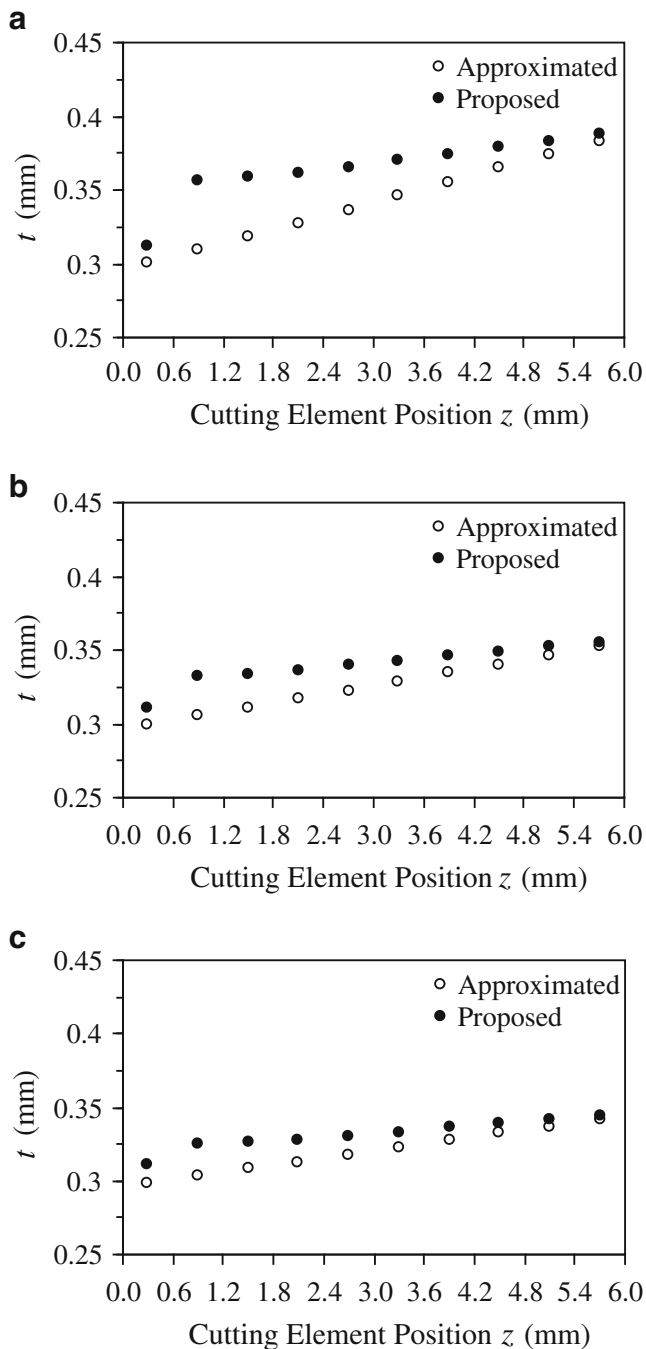 a
0.45
Approximated
Proposed
0.4
0.35
0.3
0.25
t (mm)
0.0 0.6 1.2 1.8 2.4 3.0 3.6 4.2 4.8 5.4 6.0
Cutting Element Position z (mm)
b
0.45
Approximated
Proposed
0.4
0.35
0.3
0.25
t (mm)
0.0 0.6 1.2 1.8 2.4 3.0 3.6 4.2 4.8 5.4 6.0
Cutting Element Position z (mm)
c
0.45
Approximated
Proposed
0.4
0.35
0.3
0.25
t (mm)
0.0 0.6 1.2 1.8 2.4 3.0 3.6 4.2 4.8 5.4 6.0
Cutting Element Position z (mm)